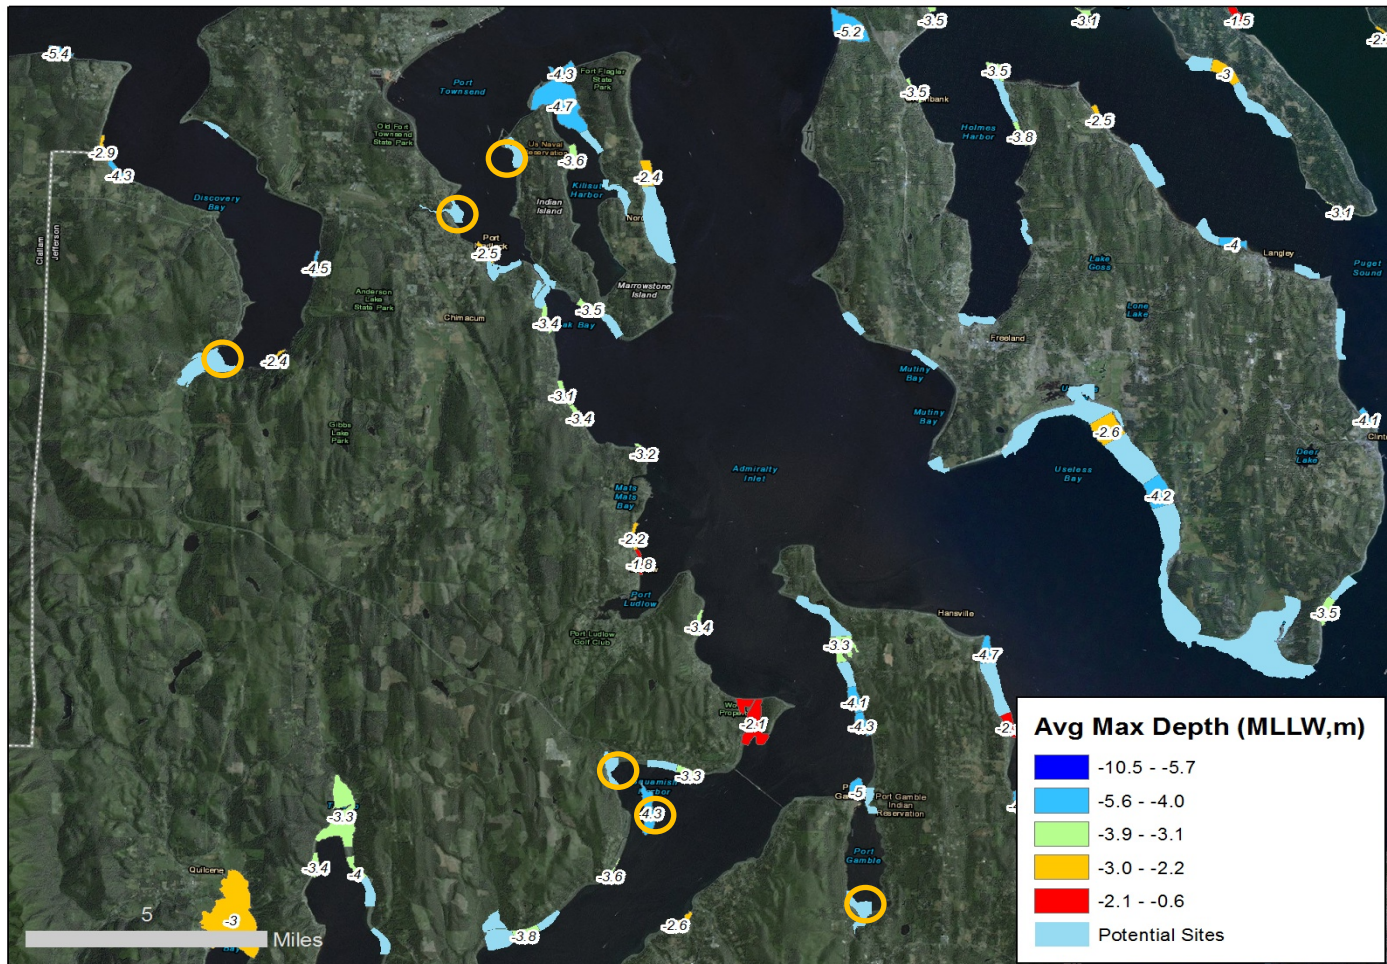 -5.4
-5.2
-3.5
-3.1
-1.5
Port
Townsend
-4.3
Fort Flagler
State
Park
-3
-3.5
-3.5
-4.7
-2.5
Old Fort
Townsend
State Park
Us Naval
Holmes
Harbor
-3.8
-2.9
-3.6
-4.3
-2.4
Kilisut
Harbor
Discovery
Bay
Indian
Island
-3.1
Port
-2.5
-4
Langley
Clallam
Jefferson
-4.5
Lake
Goss
Puget
Sound
Anderson
Lake
State Park
Marrowstone
Island
Lone
Lake
Chimacum
-3.5
-3.4
Freeland
-2.4
Mutiny
Bay
-3.1
-3.4
Mutiny
Bay
-4.1
Gibbs
Lake
Park
-2.6
-3.2
Deer
Lake
Admiralty
Inlet
Useless
Bay
Mats
Mats
Bay
-4.2
-2.2
-1.8
Port
Ludlow
Hansville
-3.5
Port Ludlow
Golf Club
-3.4
-3.3
-4.7
-4.1
-2.1
-4.3
-3.3
-5
Port Gamble
Indian
Reservation
-4.3
-3.3
Port
Gamble
-3.4
-4
-3.6
Quilcene
-3
Bay
-3.8
-2.6
5
Miles
Avg Max Depth (MLLW,m)
-10.5 - -5.7
-5.6 - -4.0
-3.9 - -3.1
-3.0 - -2.2
-2.1 - -0.6
Potential Sites